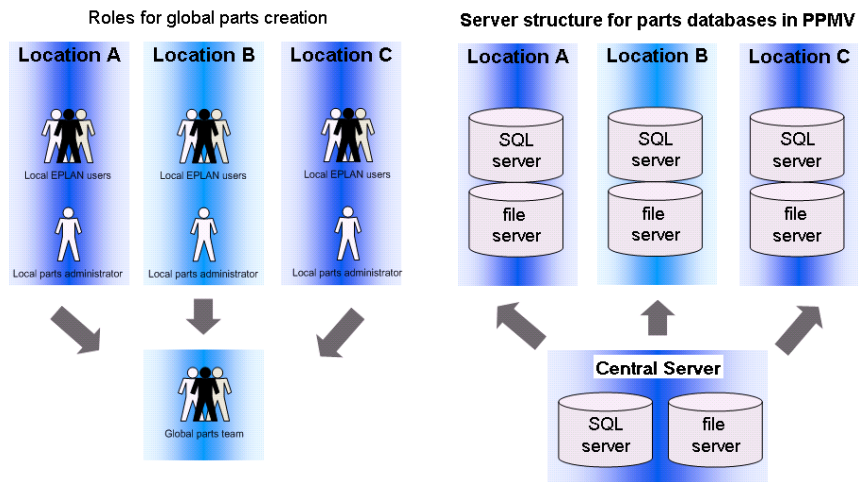 Roles for global parts creation
Location A
Location B
Location C
Local EPLAN users
Local EPLAN users
Local EPLAN users
Local parts administrator
Local parts administrator
Local parts administrator
Global parts team
Server structure for parts databases in PPMV
Location A
Location B
Location C
SQL
server
SQL
server
SQL
server
file
server
file
server
file
server
Central Server
SQL
server
file
server